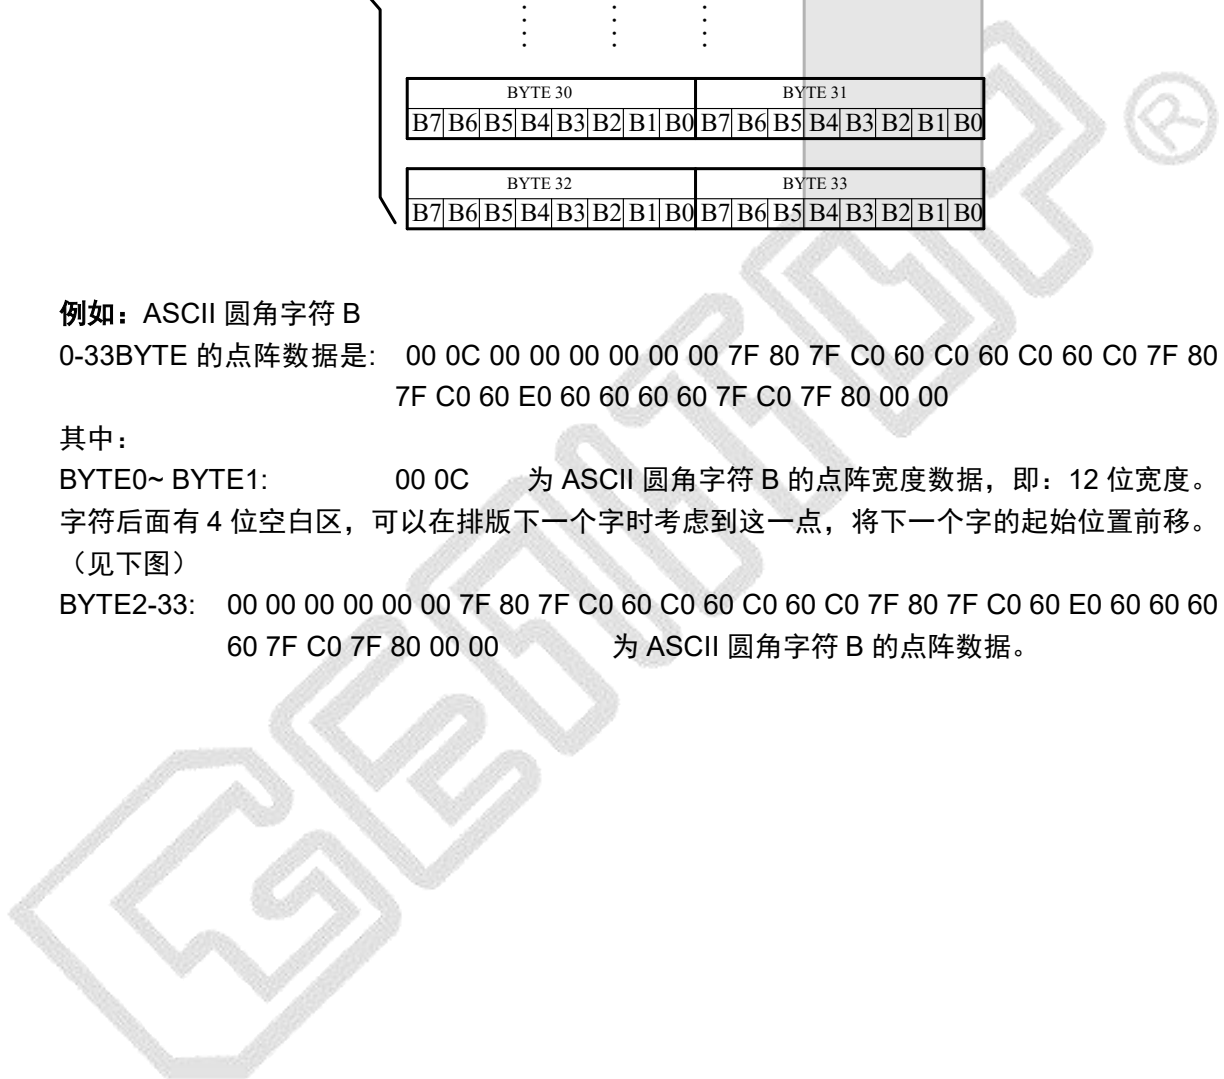 BYTE 30 BYTE 31
B7 B6 B5 B4 B3 B2 B1 B0 B7 B6 B5 B4 B3 B2 B1 B0
BYTE 32 BYTE 33
B7 B6 B5 B4 B3 B2 B1 B0 B7 B6 B5 B4 B3 B2 B1 B0
例如：ASCII 圆角字符 B
0-33BYTE 的点阵数据是: 00 0C 00 00 00 00 00 00 7F 80 7F C0 60 C0 60 C0 60 C0 7F 80
7F C0 60 E0 60 60 60 60 7F C0 7F 80 00 00
其中：
BYTE0~ BYTE1: 00 0C 为 ASCII 圆角字符 B 的点阵宽度数据，即：12 位宽度。
字符后面有 4 位空白区，可以在排版下一个字时考虑到这一点，将下一个字的起始位置前移。
（见下图）
BYTE2-33: 00 00 00 00 00 00 7F 80 7F C0 60 C0 60 C0 60 C0 7F 80 7F C0 60 E0 60 60 60
60 7F C0 7F 80 00 00 为 ASCII 圆角字符 B 的点阵数据。
GENITOP
®